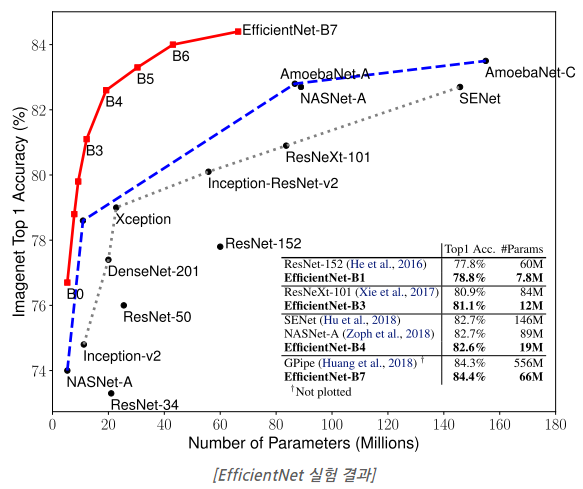 84
82
80
78
76
74
Imagenet Top 1 Accuracy (%)
0 20 40 60 80 100 120 140 160 180
Number of Parameters (Millions)
EfficientNet-B7
B6
B5
B4
B3
B0
AmoebaNet-A
AmoebaNet-C
NASNet-A
SENet
ResNeXt-101
Inception-ResNet-v2
Xception
ResNet-152
DenseNet-201
ResNet-50
Inception-v2
NASNet-A
ResNet-34
Top1 Acc. #Params
ResNet-152 (He et al., 2016) 77.8% 60M
EfficientNet-B1 78.8% 7.8M
ResNeXt-101 (Xie et al., 2017) 80.9% 84M
EfficientNet-B3 81.1% 12M
SENet (Hu et al., 2018) 82.7% 146M
NASNet-A (Zoph et al., 2018) 82.7% 89M
EfficientNet-B4 82.6% 19M
GPipe (Huang et al., 2018) † 84.3% 556M
EfficientNet-B7 84.4% 66M
†Not plotted
[EfficientNet 실험 결과]